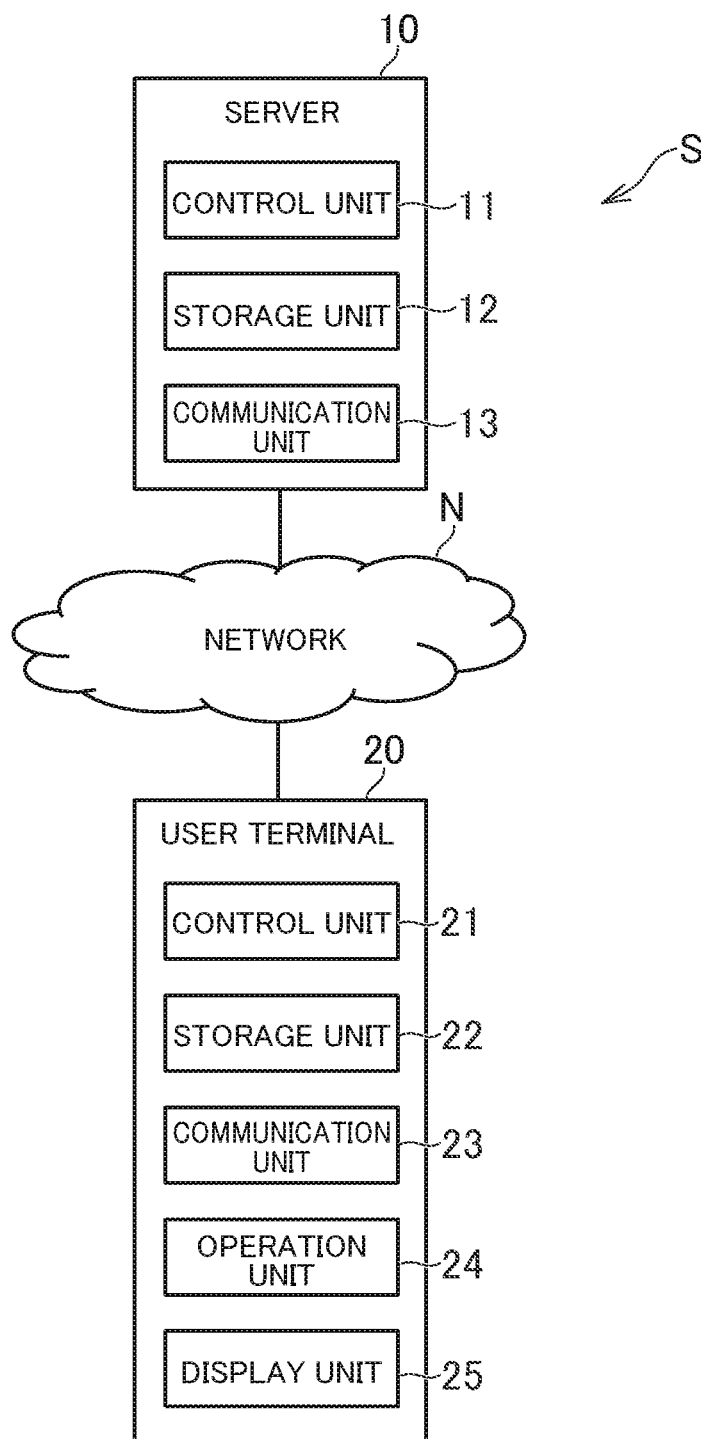 10
SERVER
S
CONTROL UNIT
11
STORAGE UNIT
12
COMMUNICATION
UNIT
13
N
NETWORK
20
USER TERMINAL
CONTROL UNIT
21
STORAGE UNIT
22
COMMUNICATION
UNIT
23
OPERATION
UNIT
24
DISPLAY UNIT
25